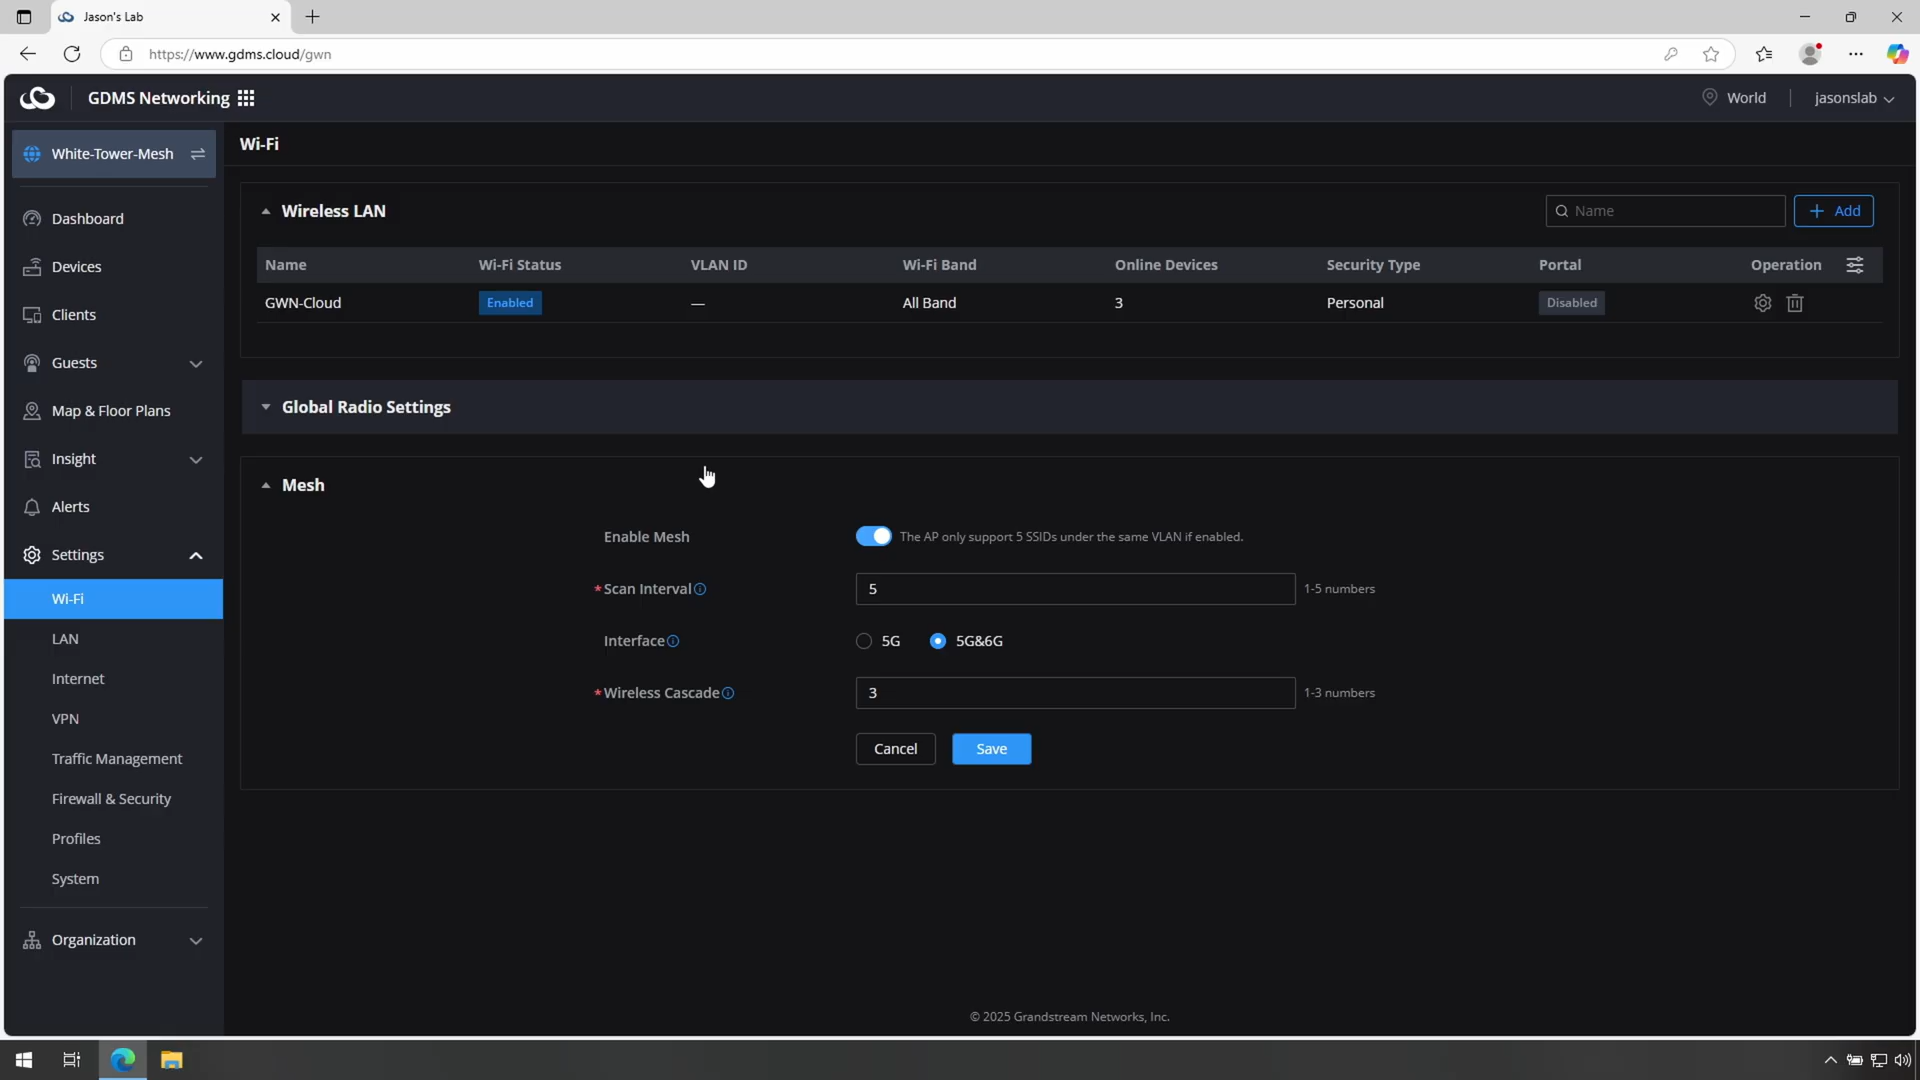 Jason's Lab
https://www.gdms.cloud/gwn
GDMS Networking
World
jasonslab
White-Tower-Mesh
Dashboard
Devices
Clients
Guests
Map & Floor Plans
Insight
Alerts
Settings
Wi-Fi
LAN
Internet
VPN
Traffic Management
Firewall & Security
Profiles
System
Organization
Wi-Fi
Wireless LAN
Name
+ Add
Name Wi-Fi Status VLAN ID Wi-Fi Band Online Devices Security Type Portal Operation
GWN-Cloud Enabled — All Band 3 Personal Disabled
Global Radio Settings
Mesh
Enable Mesh The AP only support 5 SSIDs under the same VLAN if enabled.
*Scan Interval 5 1-5 numbers
Interface 5G 5G&6G
*Wireless Cascade 3 1-3 numbers
Cancel Save
© 2025 Grandstream Networks, Inc.